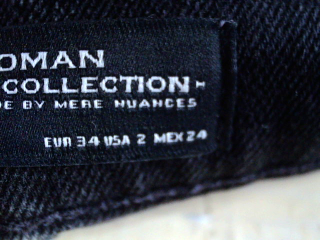 OMAN
COLLECTION
DE BY MERE NUANCES
EUR 34 USA 2 MEX 24